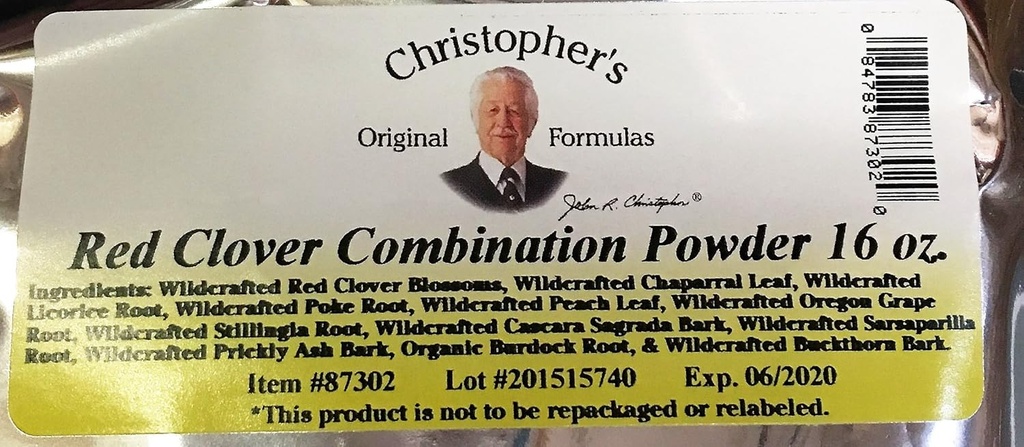 Christopher's
Original Formulas
John R. Christopher®
0 84783 87302 0
Red Clover Combination Powder 16 oz.
Ingredients: Wildcrafted Red Clover Blossoms, Wildcrafted Chaparral Leaf, Wildcrafted
Licorice Root, Wildcrafted Poke Root, Wildcrafted Peach Leaf, Wildcrafted Oregon Grape
Root, Wildcrafted Stillingia Root, Wildcrafted Cascara Sagrada Bark, Wildcrafted Sarsaparilla
Root, Wildcrafted Prickly Ash Bark, Organic Burdock Root, & Wildcrafted Buckthorn Bark.
Item #87302 Lot #201515740 Exp. 06/2020
*This product is not to be repackaged or relabeled.